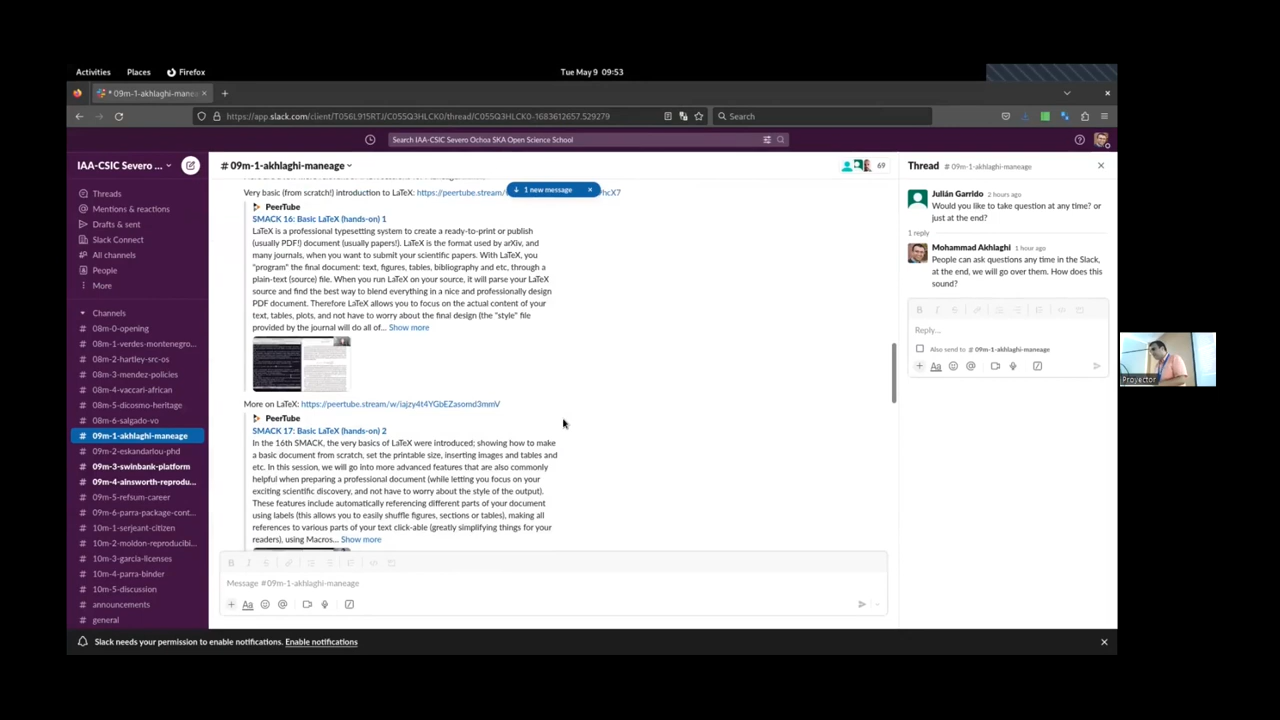 Activities Places Firefox Tue May 9 09:53
* 09m-1-akhlaghi-manea
https://app.slack.com/client/T056L915RTJ/C055Q3HLCK0/thread/C055Q3HLCK0-1683612657.529279 Search
Search IAA-CSIC Severo Ochoa SKA Open Science School
IAA-CSIC Severo ...
Threads
Mentions & reactions
Drafts & sent
Slack Connect
All channels
People
More
Channels
# 08m-0-opening
# 08m-1-verdes-montenegro...
# 08m-2-hartley-src-os
# 08m-3-mendez-policies
# 08m-4-vaccari-african
# 08m-5-dicosmo-heritage
# 08m-6-salgado-vo
# 09m-1-akhlaghi-maneage
# 09m-2-eskandarlou-phd
# 09m-3-swinbank-platform
# 09m-4-ainsworth-reprodu...
# 09m-5-refsum-career
# 09m-6-parra-package-cont...
# 10m-1-serjeant-citizen
# 10m-2-moldon-reproducibi...
# 10m-3-garcia-licenses
# 10m-4-parra-binder
# 10m-5-discussion
# announcements
# general
# 09m-1-akhlaghi-maneage 69
1 new message
Very basic (from scratch!) introduction to LaTeX: https://peertube.stream/ hcX7
PeerTube
SMACK 16: Basic LaTeX (hands-on) 1
LaTeX is a professional typesetting system to create a ready-to-print or publish
(usually PDF!) document (usually papers!). LaTeX is the format used by arXiv, and
many journals, when you want to submit your scientific papers. With LaTeX, you
"program" the final document: text, figures, tables, bibliography and etc, through a
plain-text (source) file. When you run LaTeX on your source, it will parse your LaTeX
source and find the best way to blend everything in a nice and professionally design
PDF document. Therefore LaTeX allows you to focus on the actual content of your
text, tables, plots, and not have to worry about the final design (the "style" file
provided by the journal will do all of... Show more
More on LaTeX: https://peertube.stream/w/iajzy4t4YGbEZasomd3mmV
PeerTube
SMACK 17: Basic LaTeX (hands-on) 2
In the 16th SMACK, the very basics of LaTeX were introduced; showing how to make
a basic document from scratch, set the printable size, inserting images and tables and
etc. In this session, we will go into more advanced features that are also commonly
helpful when preparing a professional document (while letting you focus on your
exciting scientific discovery, and not have to worry about the style of the output).
These features include automatically referencing different parts of your document
using labels (this allows you to easily shuffle figures, sections or tables), making all
references to various parts of your text click-able (greatly simplifying things for your
readers), using Macros... Show more
Message #09m-1-akhlaghi-maneage
Thread # 09m-1-akhlaghi-maneage
Julián Garrido 2 hours ago
Would you like to take question at any time? or
just at the end?
1 reply
Mohammad Akhlaghi 1 hour ago
People can ask questions any time in the Slack,
at the end, we will go over them. How does this
sound?
Reply...
Also send to # 09m-1-akhlaghi-maneage
Proyector
Slack needs your permission to enable notifications. Enable notifications